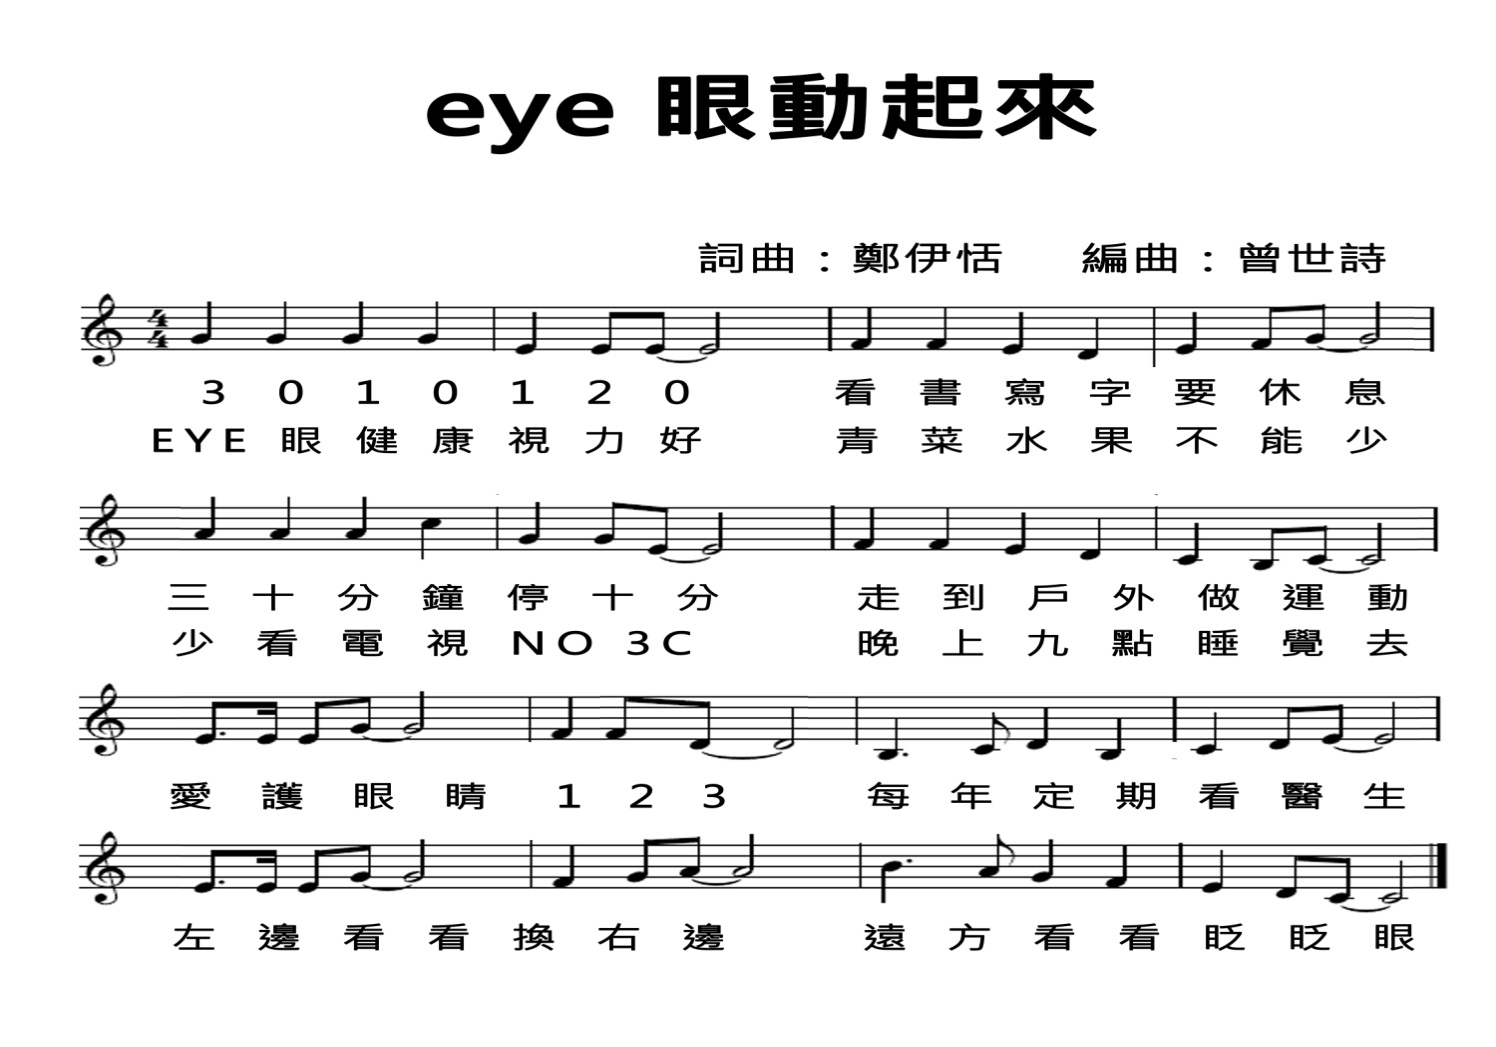 eye 眼動起來
詞曲：鄭伊恬 編曲：曾世詩
3 0 1 0 1 2 0 看書寫字要休息
EYE 眼健康視力好 青菜水果不能少
三十分鐘停十分 走到戶外做運動
少看電視NO 3C 晚上九點睡覺去
愛護眼睛 1 2 3 每年定期看醫生
左邊看看換右邊 遠方看看眨眨眼